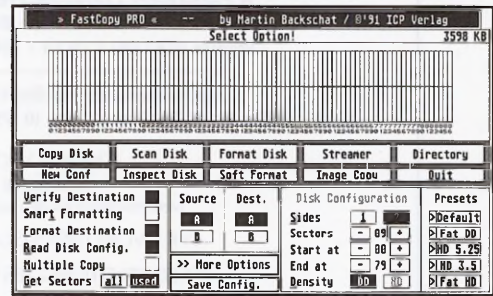 » FastCopy PRO « -- by Martin Backschat / 8'91 ICP Verlag
Select Option! 3598 KB
Copy Disk Scan Disk Format Disk Streamer Directory
New Conf Inspect Disk Soft Format Image Copy Quit
Verify Destination
Smart Formatting
Format Destination
Read Disk Config.
Multiple Copy
Get Sectors all used
Source Dest.
A A
B B
>> More Options
Save Config.
Disk Configuration
Sides 1 2
Sectors - 09 +
Start at - 00 +
End at - 79 +
Density DD HD
Presets
>Default
>Fat DD
>HD 5.25
>HD 3.5
>Fat HD